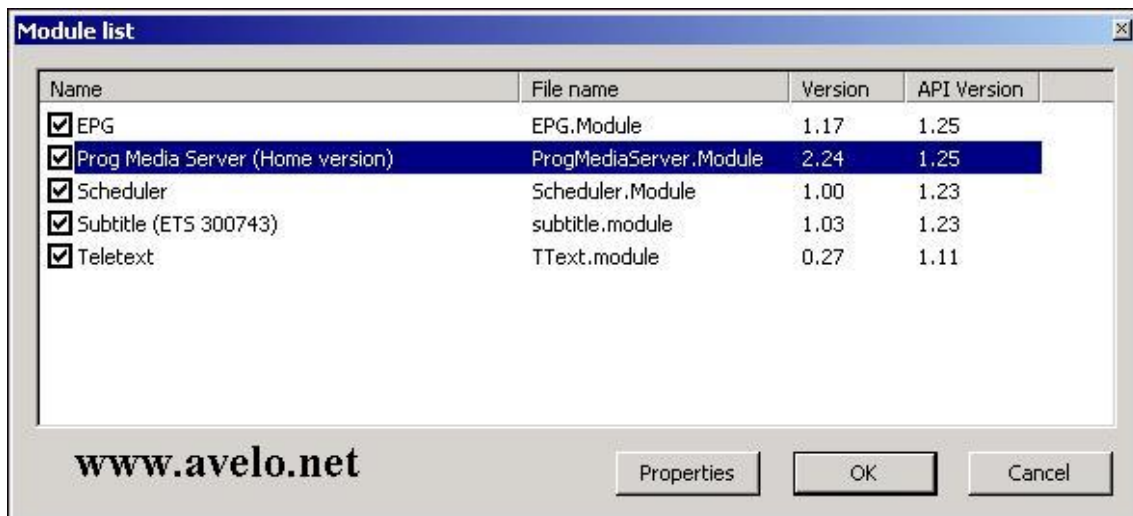 Module list
Name File name Version API Version
EPG EPG.Module 1.17 1.25
Prog Media Server (Home version) ProgMediaServer.Module 2.24 1.25
Scheduler Scheduler.Module 1.00 1.23
Subtitle (ETS 300743) subtitle.module 1.03 1.23
Teletext TText.module 0.27 1.11
www.avelo.net Properties OK Cancel